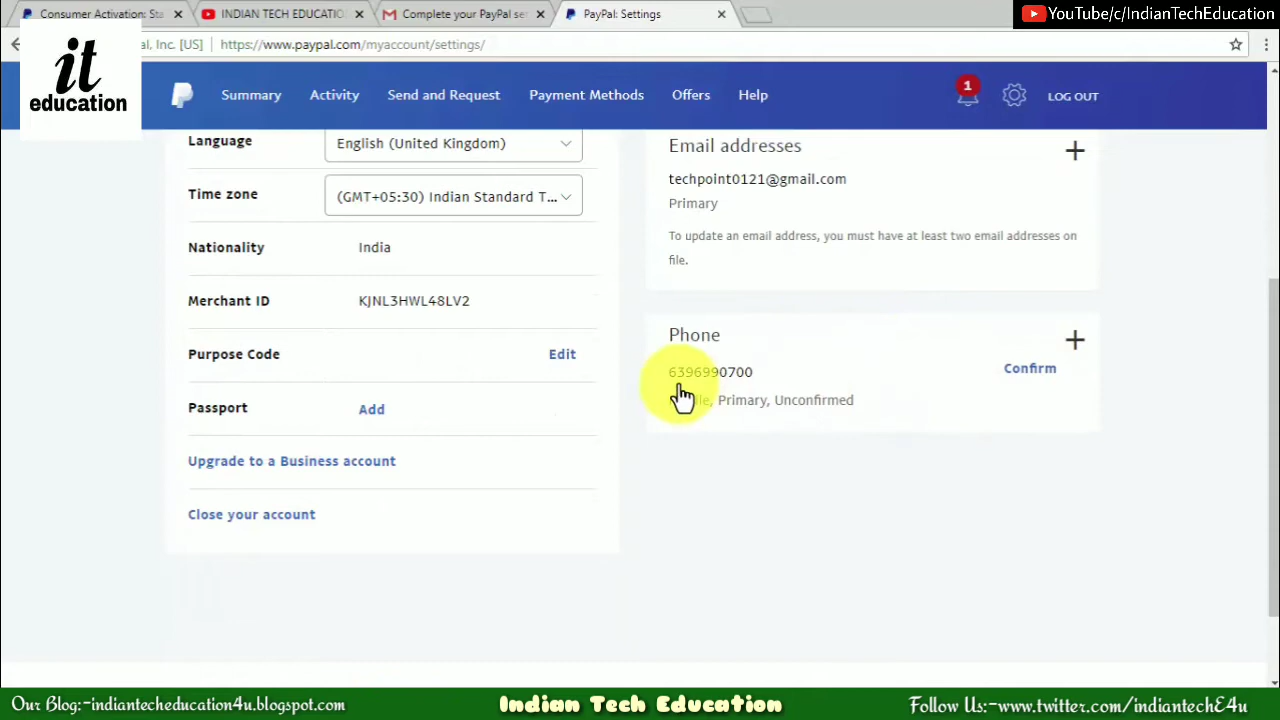 Consumer Activation: Sta
INDIAN TECH EDUCATIO
Complete your PayPal se
PayPal: Settings
YouTube/c/IndianTechEducation
al, Inc. [US]
https://www.paypal.com/myaccount/settings/
it
education
Summary
Activity
Send and Request
Payment Methods
Offers
Help
1
LOG OUT
Language
English (United Kingdom)
Time zone
(GMT+05:30) Indian Standard T...
Nationality
India
Merchant ID
KJNL3HWL48LV2
Purpose Code
Edit
Passport
Add
Upgrade to a Business account
Close your account
Email addresses
techpoint0121@gmail.com
Primary
To update an email address, you must have at least two email addresses on
file.
Phone
6396990700
Confirm
Primary, Unconfirmed
Our Blog:-indiantecheducation4u.blogspot.com
Indian Tech Education
Follow Us:-www.twitter.com/indiantechE4u